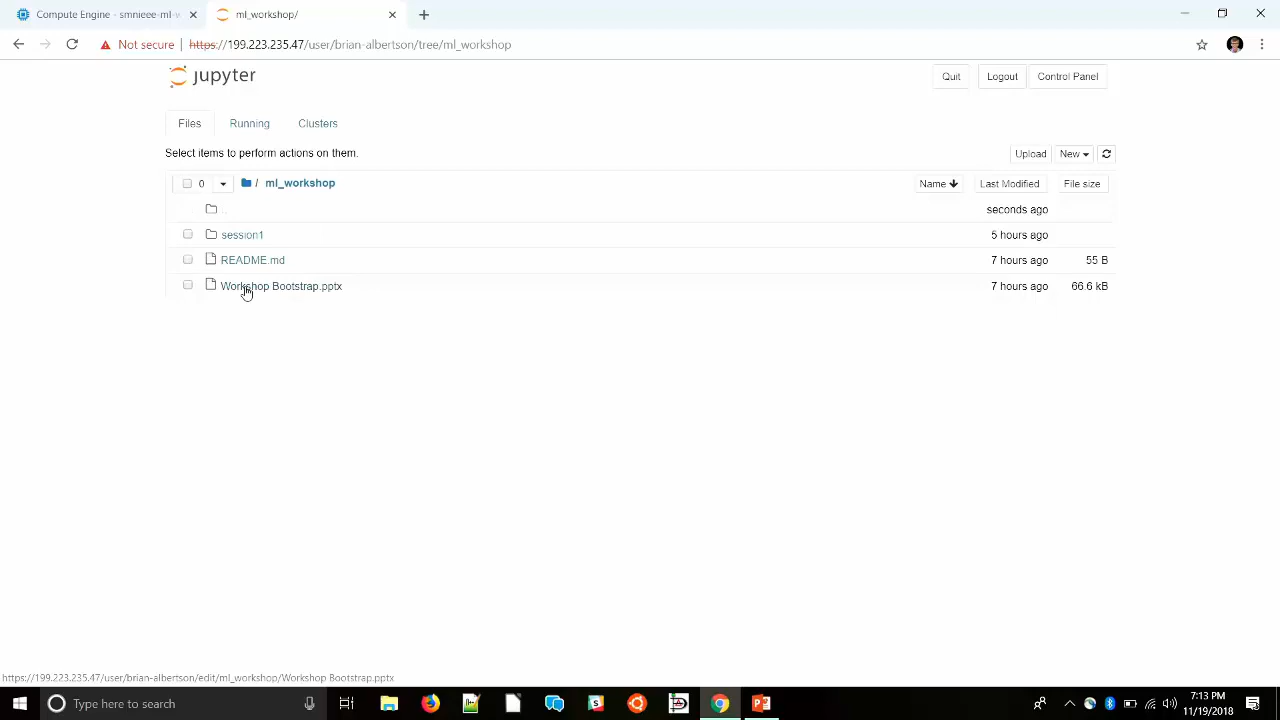 Compute Engine - smnieee-ml-v
ml_workshop/
Not secure | https://199.223.235.47/user/brian-albertson/tree/ml_workshop
jupyter
Quit
Logout
Control Panel
Files
Running
Clusters
Select items to perform actions on them.
Upload
New
0
/ ml_workshop
Name
Last Modified
File size
..
seconds ago
session1
5 hours ago
README.md
7 hours ago
55 B
Workshop Bootstrap.pptx
7 hours ago
66.6 kB
https://199.223.235.47/user/brian-albertson/edit/ml_workshop/Workshop Bootstrap.pptx
Type here to search
7:13 PM
11/19/2018